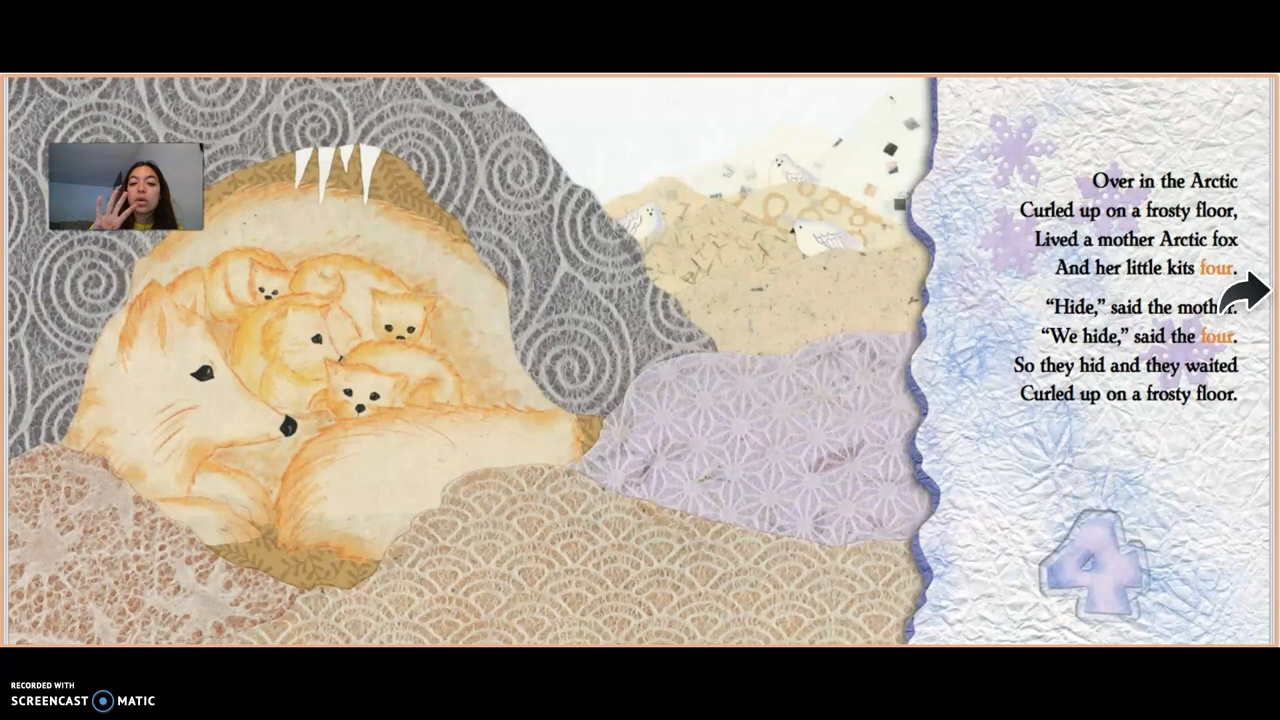 Over in the Arctic
Curled up on a frosty floor,
Lived a mother Arctic fox
And her little kits four.
“Hide,” said the mother.
“We hide,” said the four.
So they hid and they waited
Curled up on a frosty floor.
4
RECORDED WITH
SCREENCAST MATIC